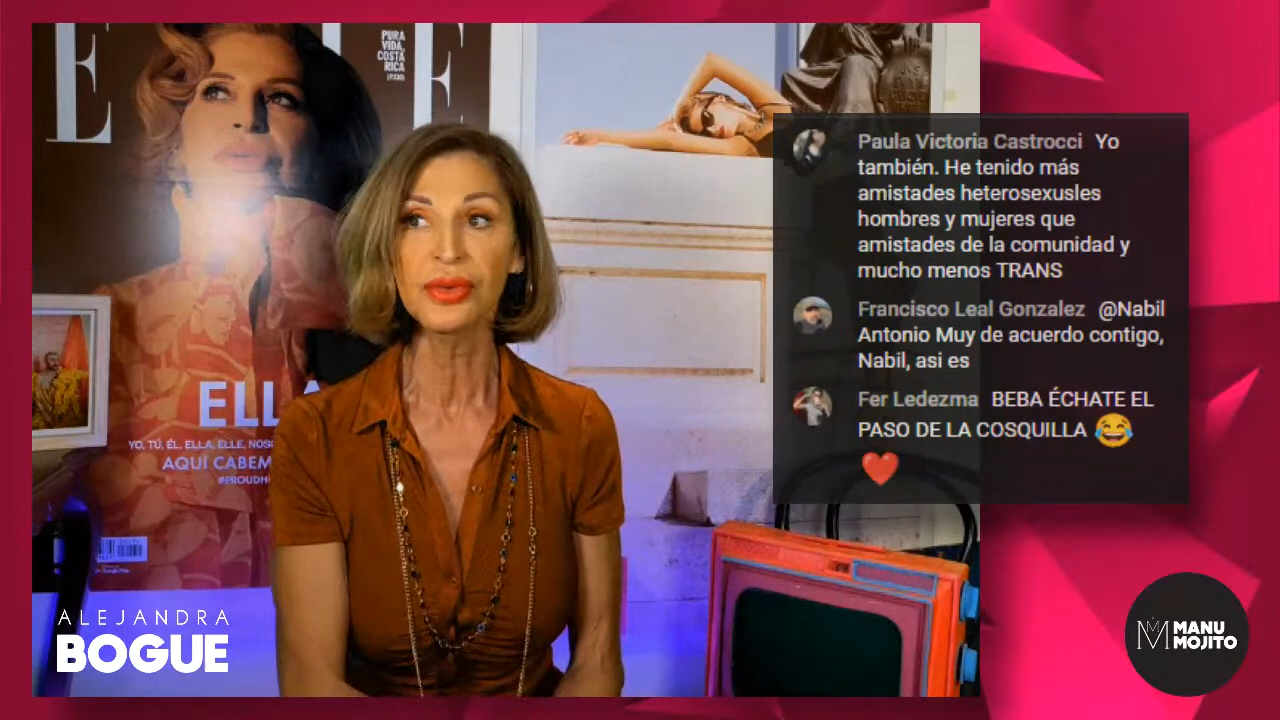 E E
PURA
VIDA,
COSTA
RICA
ELLA
YO, TÚ, ÉL, ELLA, ELLE, NOS
AQUÍ CABEM
#PROUD
ALEJANDRA
BOGUE
Paula Victoria Castrocci Yo
también. He tenido más
amistades heterosexusles
hombres y mujeres que
amistades de la comunidad y
mucho menos TRANS
Francisco Leal Gonzalez @Nabil
Antonio Muy de acuerdo contigo,
Nabil, asi es
Fer Ledezma BEBA ÉCHATE EL
PASO DE LA COSQUILLA 😂
❤️
M MANU
MOJITO